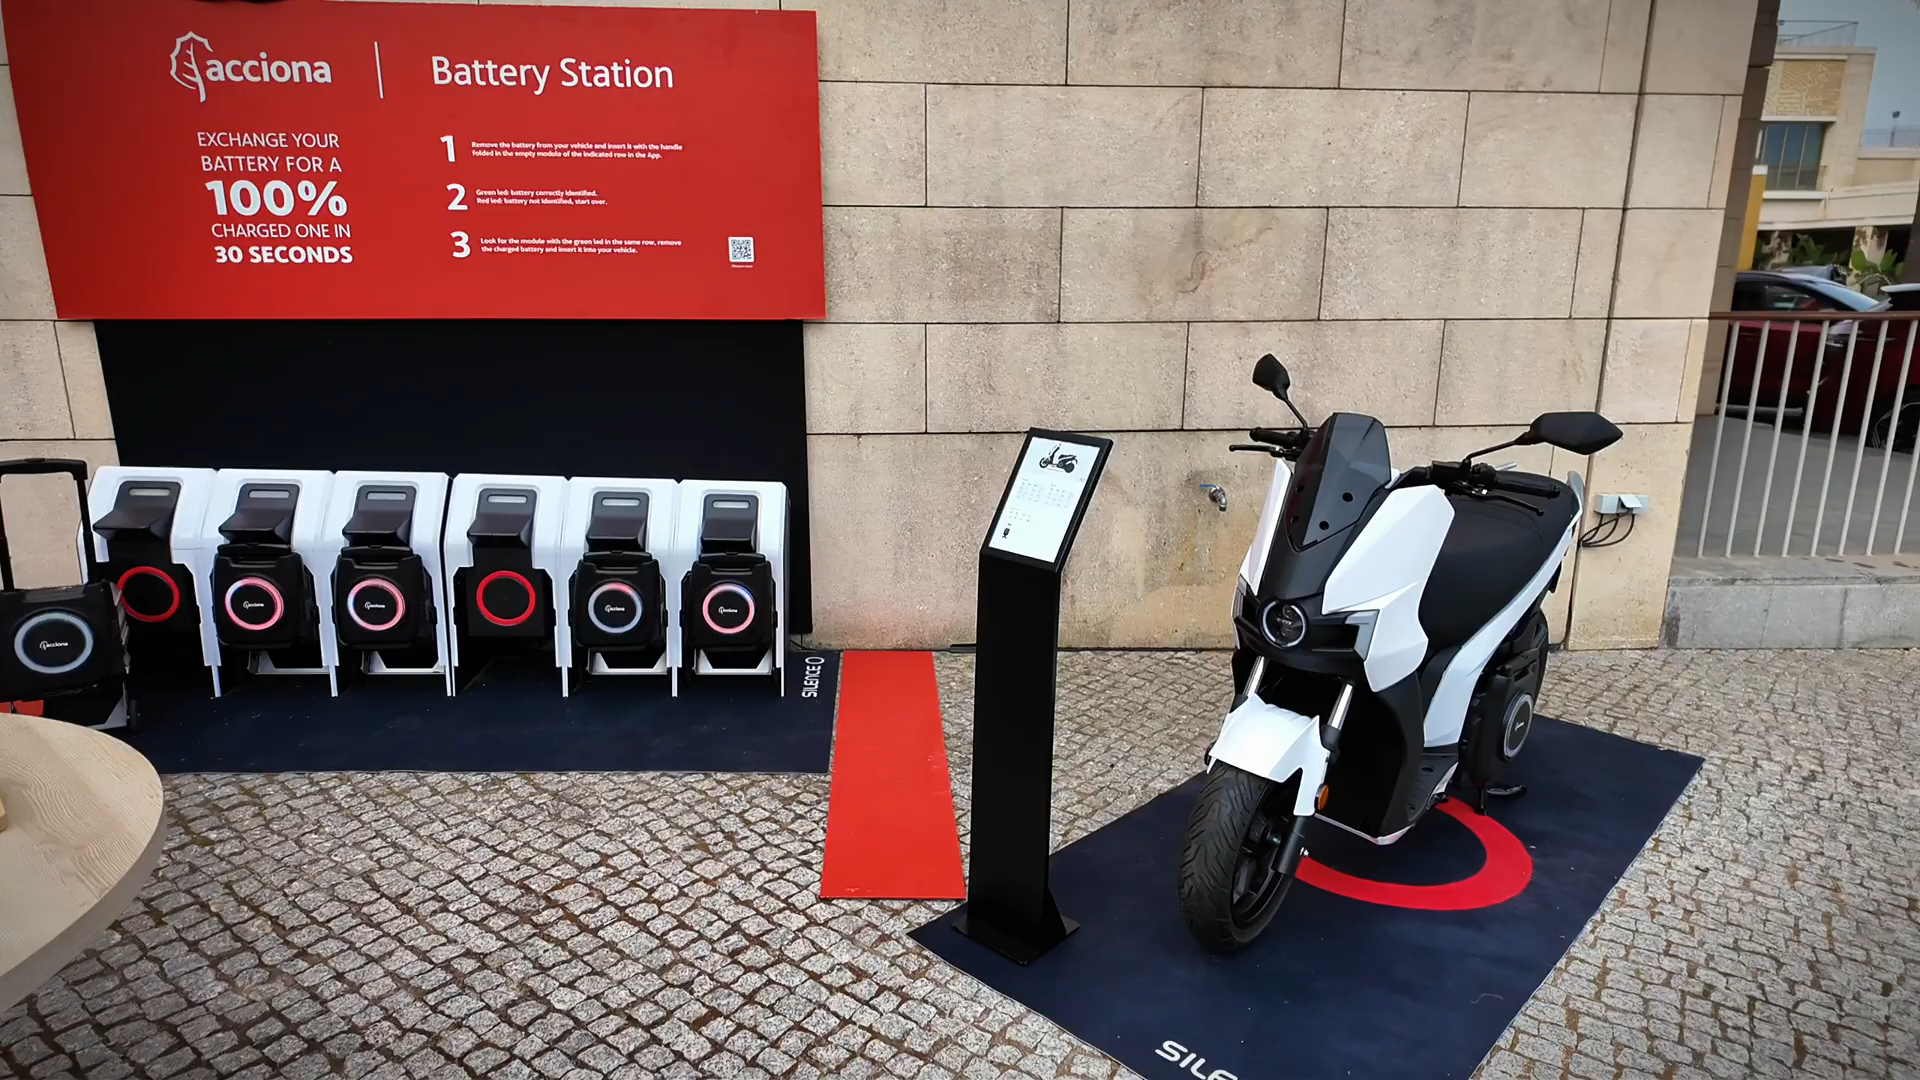 acciona
Battery Station
EXCHANGE YOUR
BATTERY FOR A
100%
CHARGED ONE IN
30 SECONDS
1
Remove the battery from your vehicle and insert it with the handle
folded in the empty module of the indicated row in the App.
2
Green led: battery correctly identified.
Red led: battery not identified, start over.
3
Look for the module with the green led in the same row, remove
the charged battery and insert it into your vehicle.
acciona
acciona
acciona
acciona
acciona
SILENCE
SILE